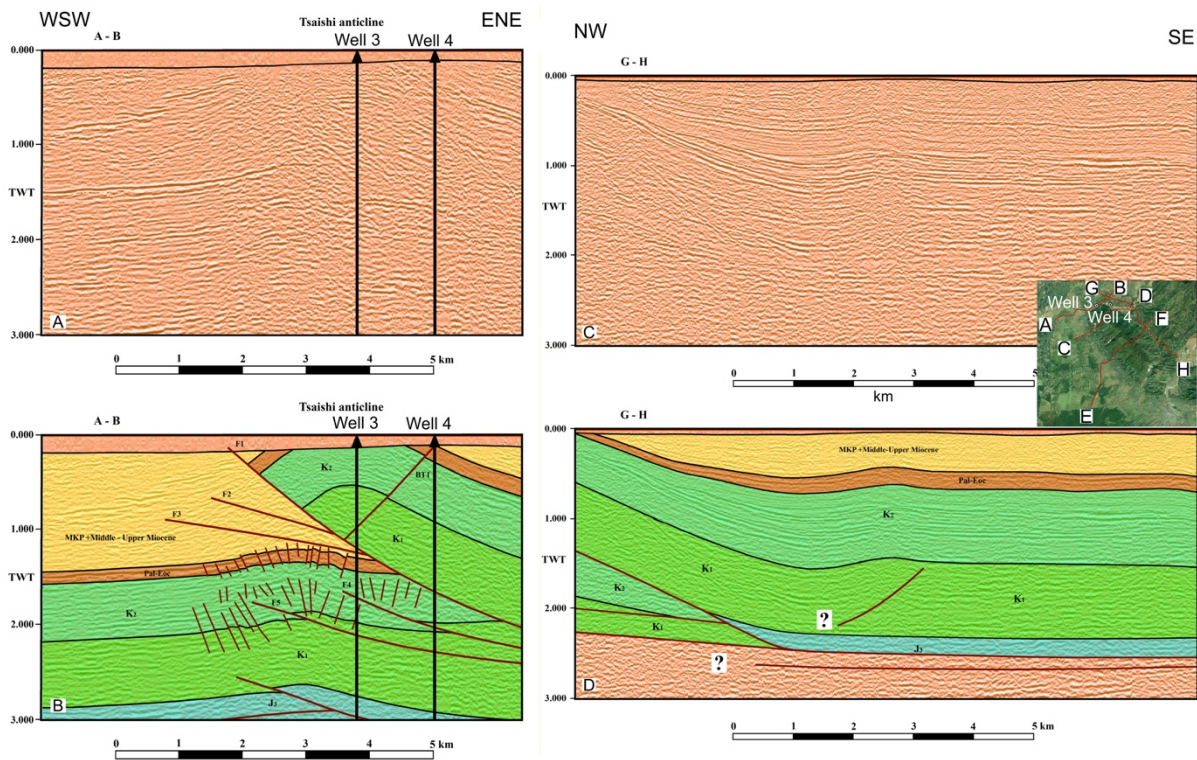 WSW
ENE
A - B
Tsaishi anticline
Well 3
Well 4
0.000
1.000
TWT
2.000
3.000
A
0 1 2 3 4 5 km
NW
SE
G - H
0.000
1.000
TWT
2.000
3.000
C
0 1 2 3 4 5
km
G B D
Well 3
A
Well 4
F
C
H
E
A - B
Tsaishi anticline
Well 3
Well 4
0.000
F1
K2
BT1
F2
F3
1.000
MKP +Middle - Upper Miocene
K1
TWT
Pal-Eoc
F4
F5
K2
2.000
K1
J3
B
3.000
0 1 2 3 4 5 km
G - H
0.000
MKP +Middle-Upper Miocene
Pal-Eoc
K2
1.000
TWT
K1
K2
K1
2.000
?
K1
J3
?
D
3.000
0 1 2 3 4 5 km